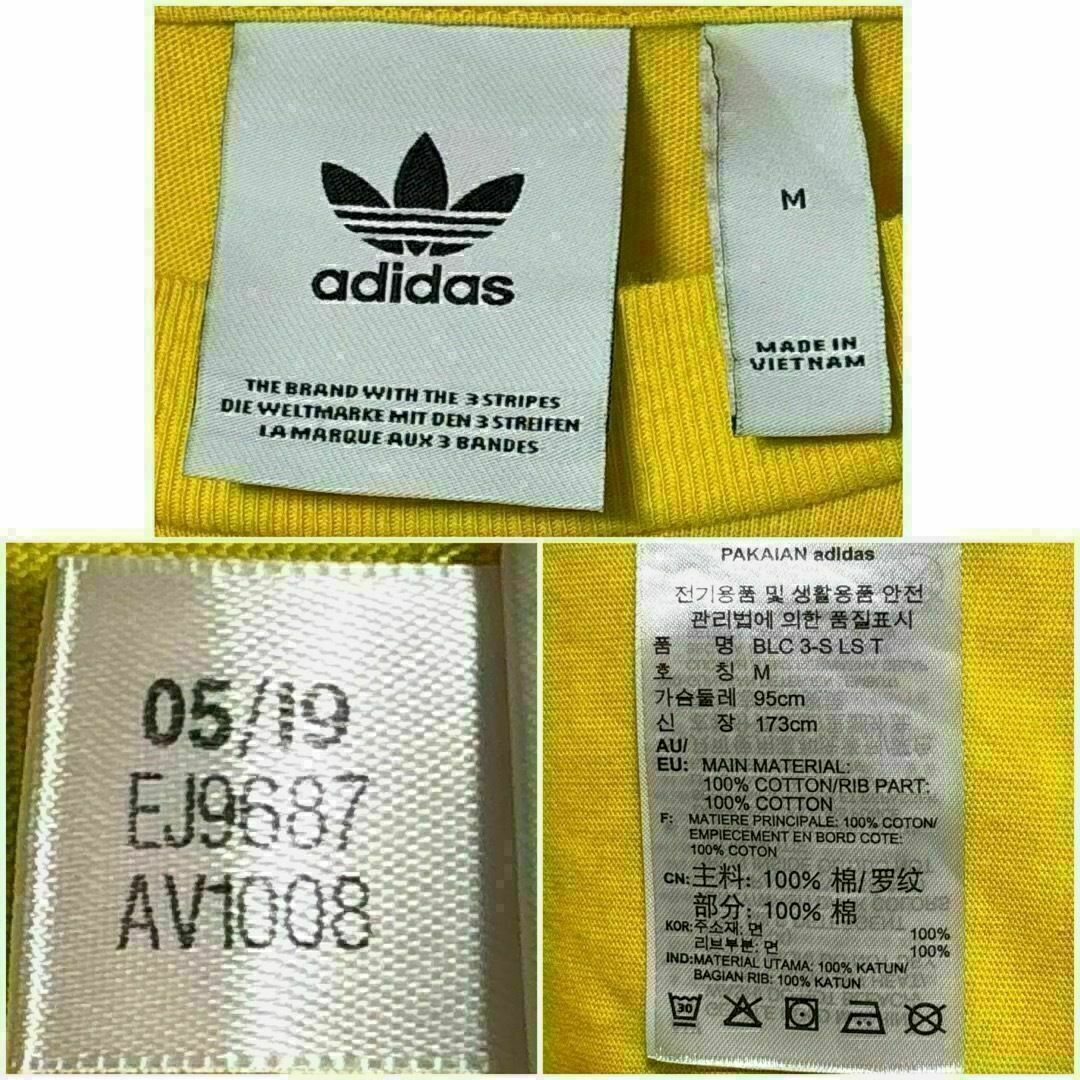 adidas
THE BRAND WITH THE 3 STRIPES
DIE WELTMARKE MIT DEN 3 STREIFEN
LA MARQUE AUX 3 BANDES
M
MADE IN
VIETNAM
05/19
EJ9687
AV1008
PAKAIAN adidas
전기용품 및 생활용품 안전
관리법에 의한 품질표시
품 명 BLC 3-S LS T
호 칭 M
가슴둘레 95cm
신 장 173cm
AU/
EU: MAIN MATERIAL:
100% COTTON/RIB PART:
100% COTTON
F: MATIERE PRINCIPALE: 100% COTON/
EMPIECEMENT EN BORD COTE:
100% COTON
CN:主料: 100% 棉/罗纹
部分: 100% 棉
KOR:주소재: 면 100%
리브부분: 면 100%
IND:MATERIAL UTAMA: 100% KATUN/
BAGIAN RIB: 100% KATUN
30